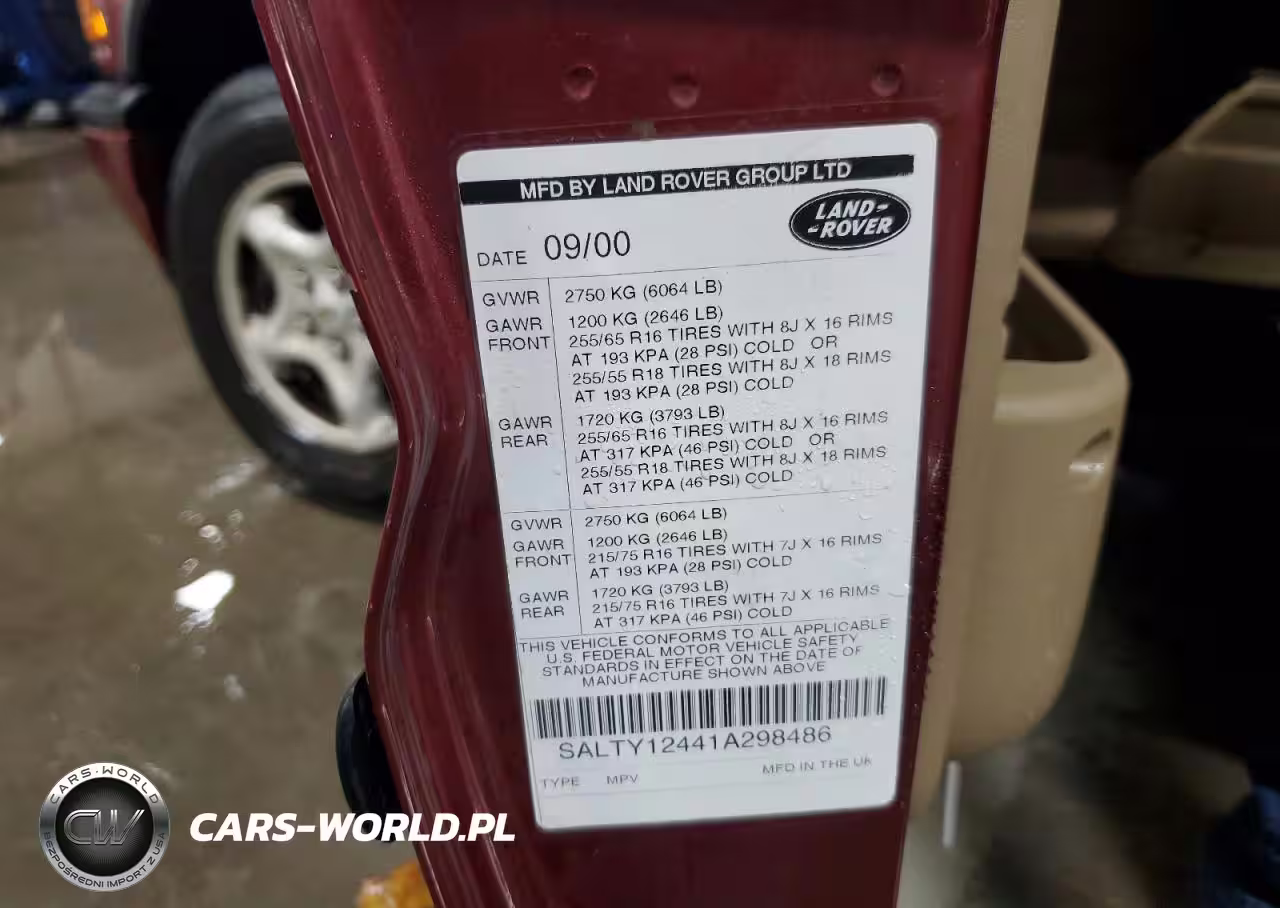 MFD BY LAND ROVER GROUP LTD
LAND-
-ROVER
DATE 09/00
GVWR 2750 KG (6064 LB)
GAWR FRONT 1200 KG (2646 LB)
255/65 R16 TIRES WITH 8J X 16 RIMS
AT 193 KPA (28 PSI) COLD OR
255/55 R18 TIRES WITH 8J X 18 RIMS
AT 193 KPA (28 PSI) COLD
GAWR REAR 1720 KG (3793 LB)
255/65 R16 TIRES WITH 8J X 16 RIMS
AT 317 KPA (46 PSI) COLD OR
255/55 R18 TIRES WITH 8J X 18 RIMS
AT 317 KPA (46 PSI) COLD
GVWR 2750 KG (6064 LB)
GAWR FRONT 1200 KG (2646 LB)
215/75 R16 TIRES WITH 7J X 16 RIMS
AT 193 KPA (28 PSI) COLD
GAWR REAR 1720 KG (3793 LB)
215/75 R16 TIRES WITH 7J X 16 RIMS
AT 317 KPA (46 PSI) COLD
THIS VEHICLE CONFORMS TO ALL APPLICABLE
U.S. FEDERAL MOTOR VEHICLE SAFETY
STANDARDS IN EFFECT ON THE DATE OF
MANUFACTURE SHOWN ABOVE
SALTY12441A298486
TYPE MPV MFD IN THE UK
CARS-WORLD
CW
BEZPOŚREDNI IMPORT Z USA
CARS-WORLD.PL